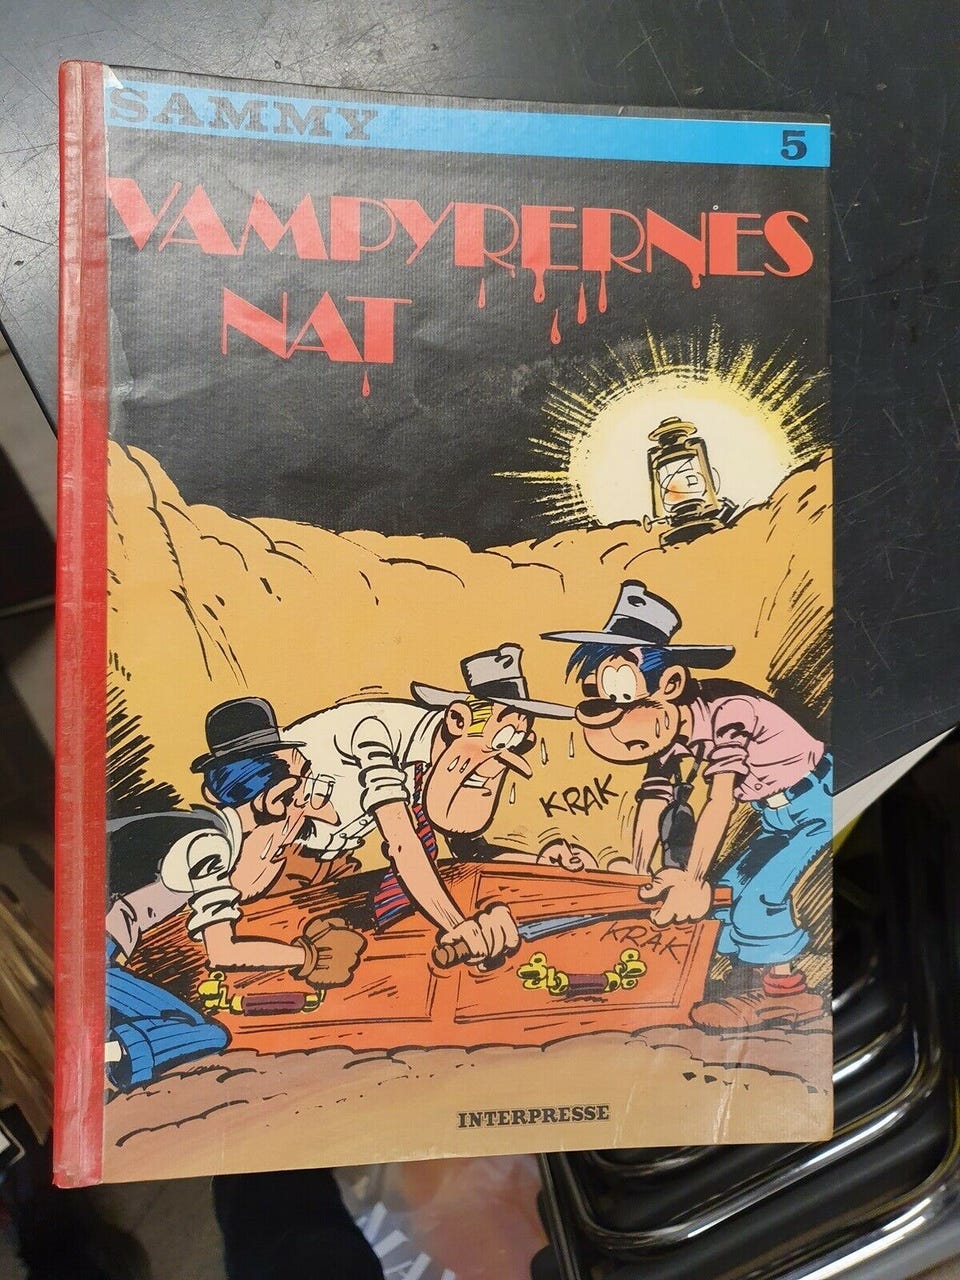 SAMMY
5
VAMPYRERNES
NAT
KRAK
KRAK
INTERPRESSE